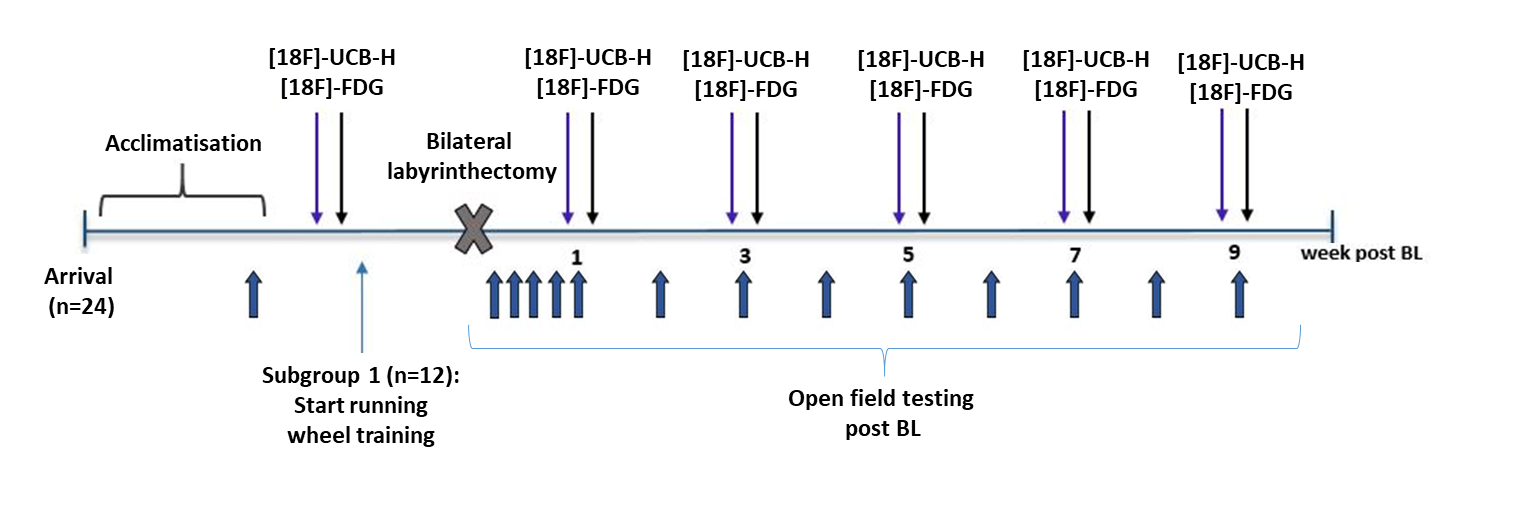 [18F]-UCB-H
[18F]-FDG
[18F]-UCB-H
[18F]-FDG
[18F]-UCB-H
[18F]-FDG
[18F]-UCB-H
[18F]-FDG
[18F]-UCB-H
[18F]-FDG
[18F]-UCB-H
[18F]-FDG
Acclimatisation
Bilateral
labyrinthectomy
1
3
5
7
9
week post BL
Arrival
(n=24)
Subgroup 1 (n=12):
Start running
wheel training
Open field testing
post BL